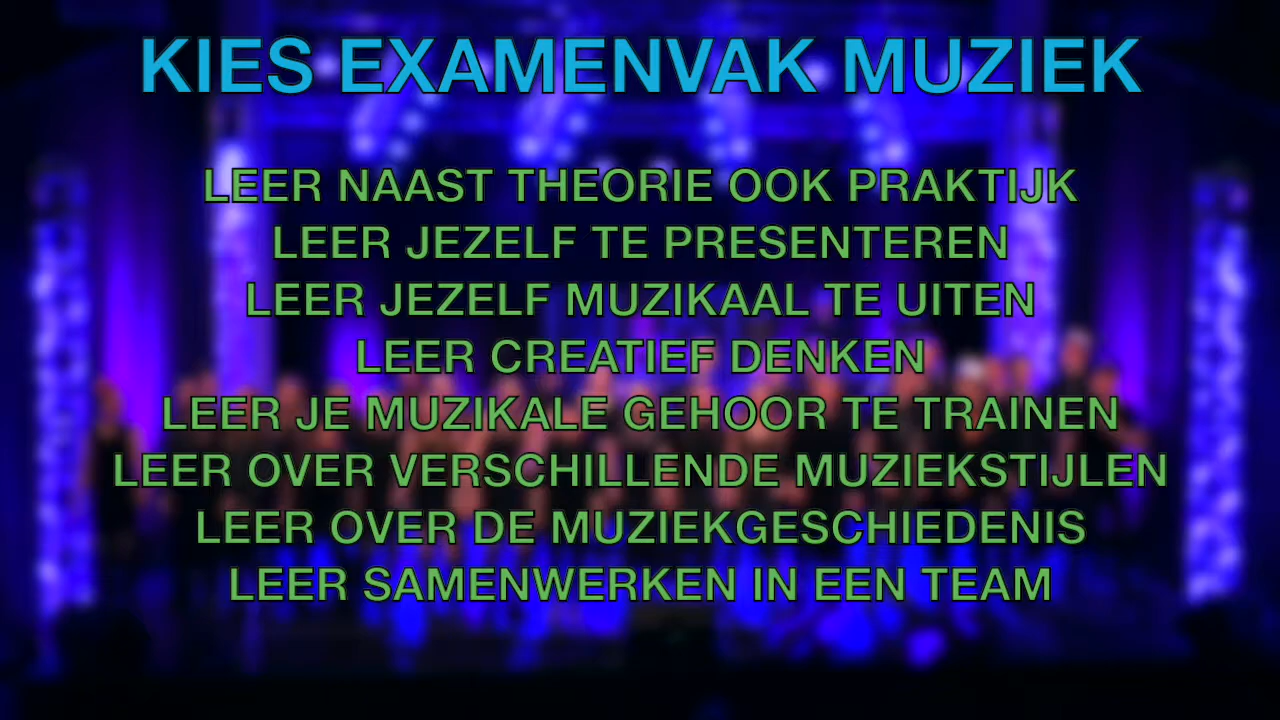 KIES EXAMENVAK MUZIEK
LEER NAAST THEORIE OOK PRAKTIJK
LEER JEZELF TE PRESENTEREN
LEER JEZELF MUZIKAAL TE UITEN
LEER CREATIEF DENKEN
LEER JE MUZIKALE GEHOOR TE TRAINEN
LEER OVER VERSCHILLENDE MUZIEKSTIJLEN
LEER OVER DE MUZIEKGESCHIEDENIS
LEER SAMENWERKEN IN EEN TEAM